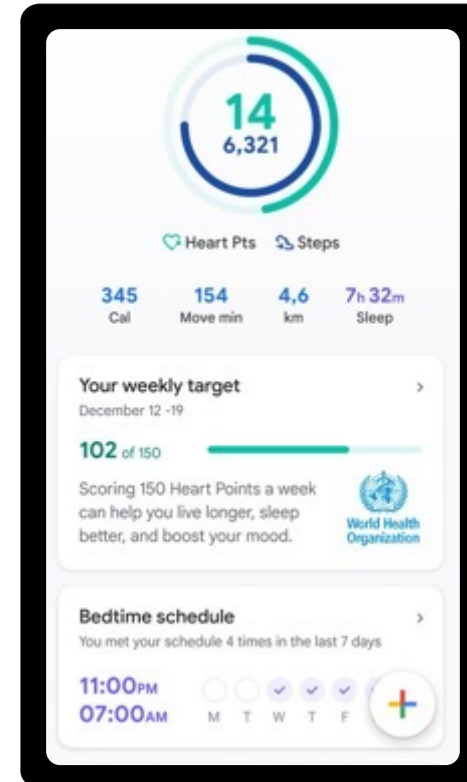 14
6,321
Heart Pts Steps
345 154 4,6 7h 32m
Cal Move min km Sleep
Your weekly target
December 12 -19
102 of 150
Scoring 150 Heart Points a week
can help you live longer, sleep
better, and boost your mood.
World Health
Organization
Bedtime schedule
You met your schedule 4 times in the last 7 days
11:00PM
07:00AM
M T W T F